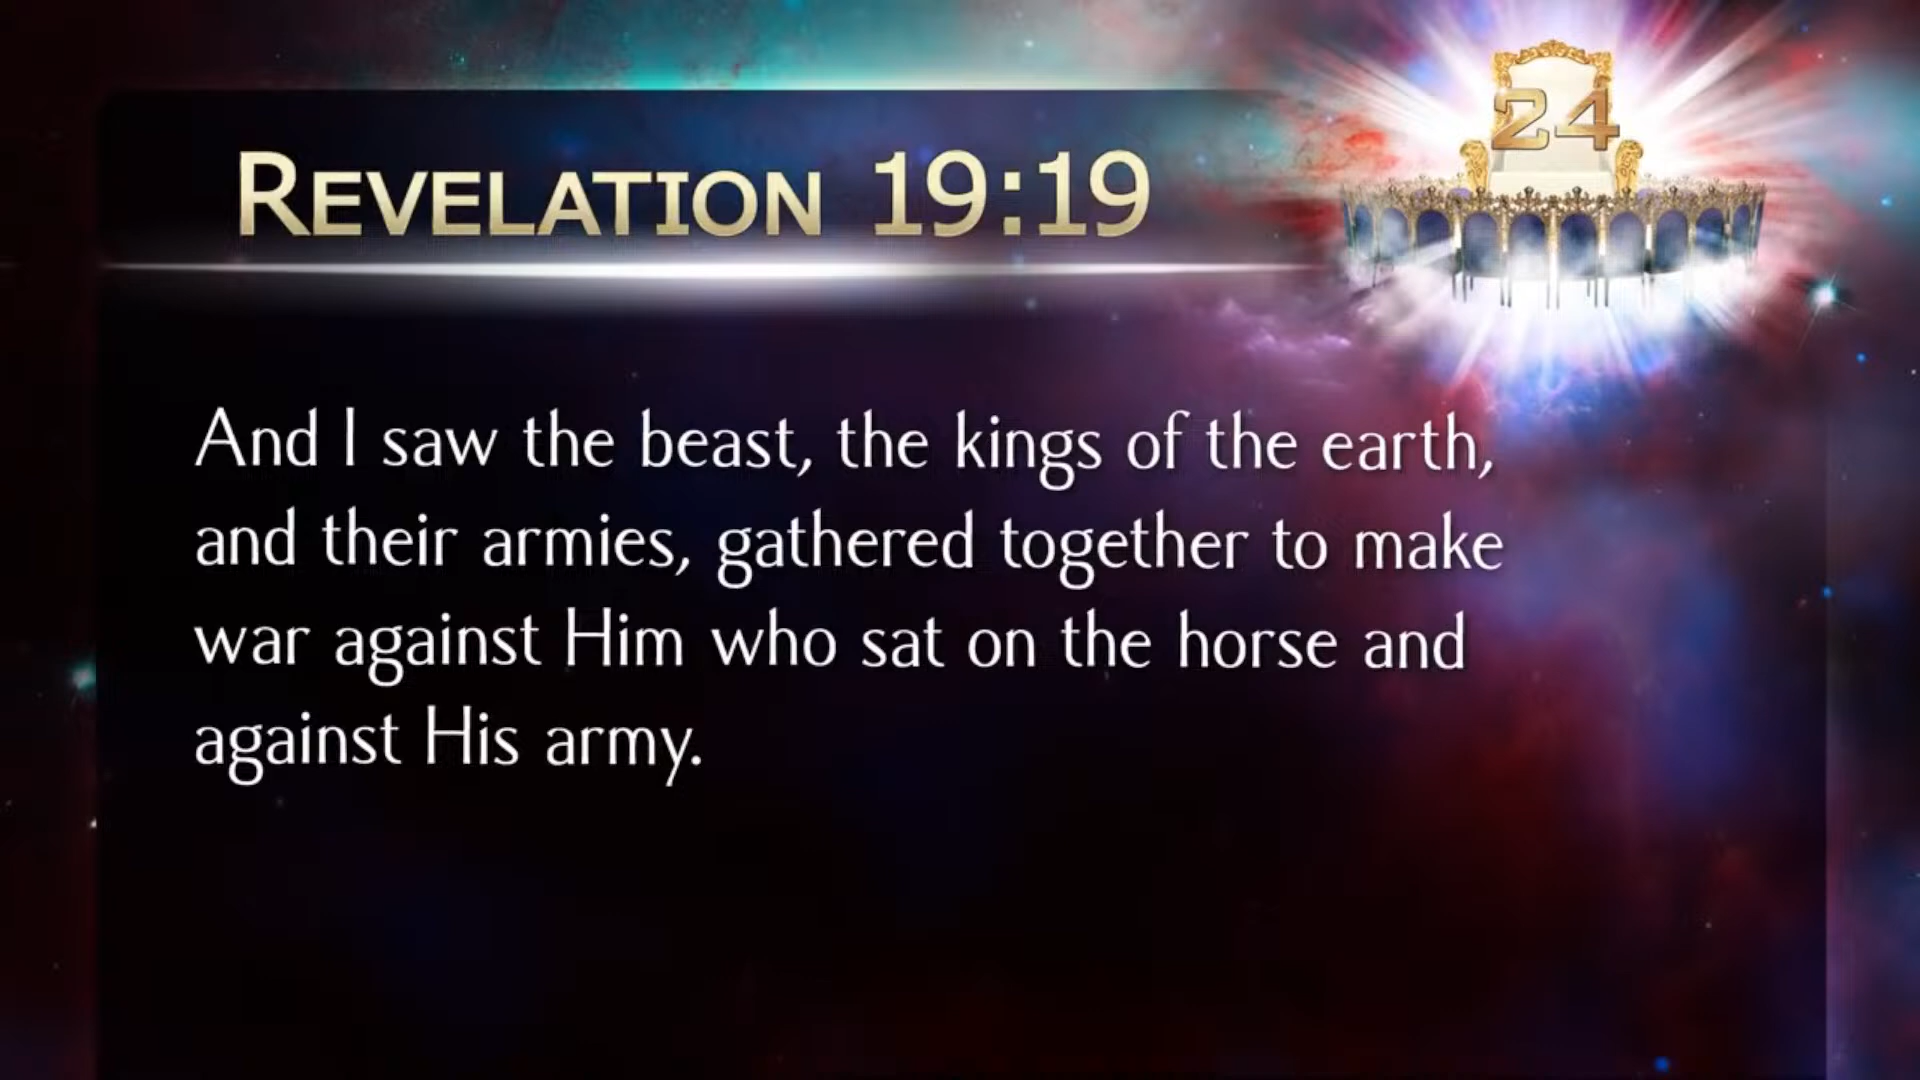 24
REVELATION 19:19
And I saw the beast, the kings of the earth,
and their armies, gathered together to make
war against Him who sat on the horse and
against His army.